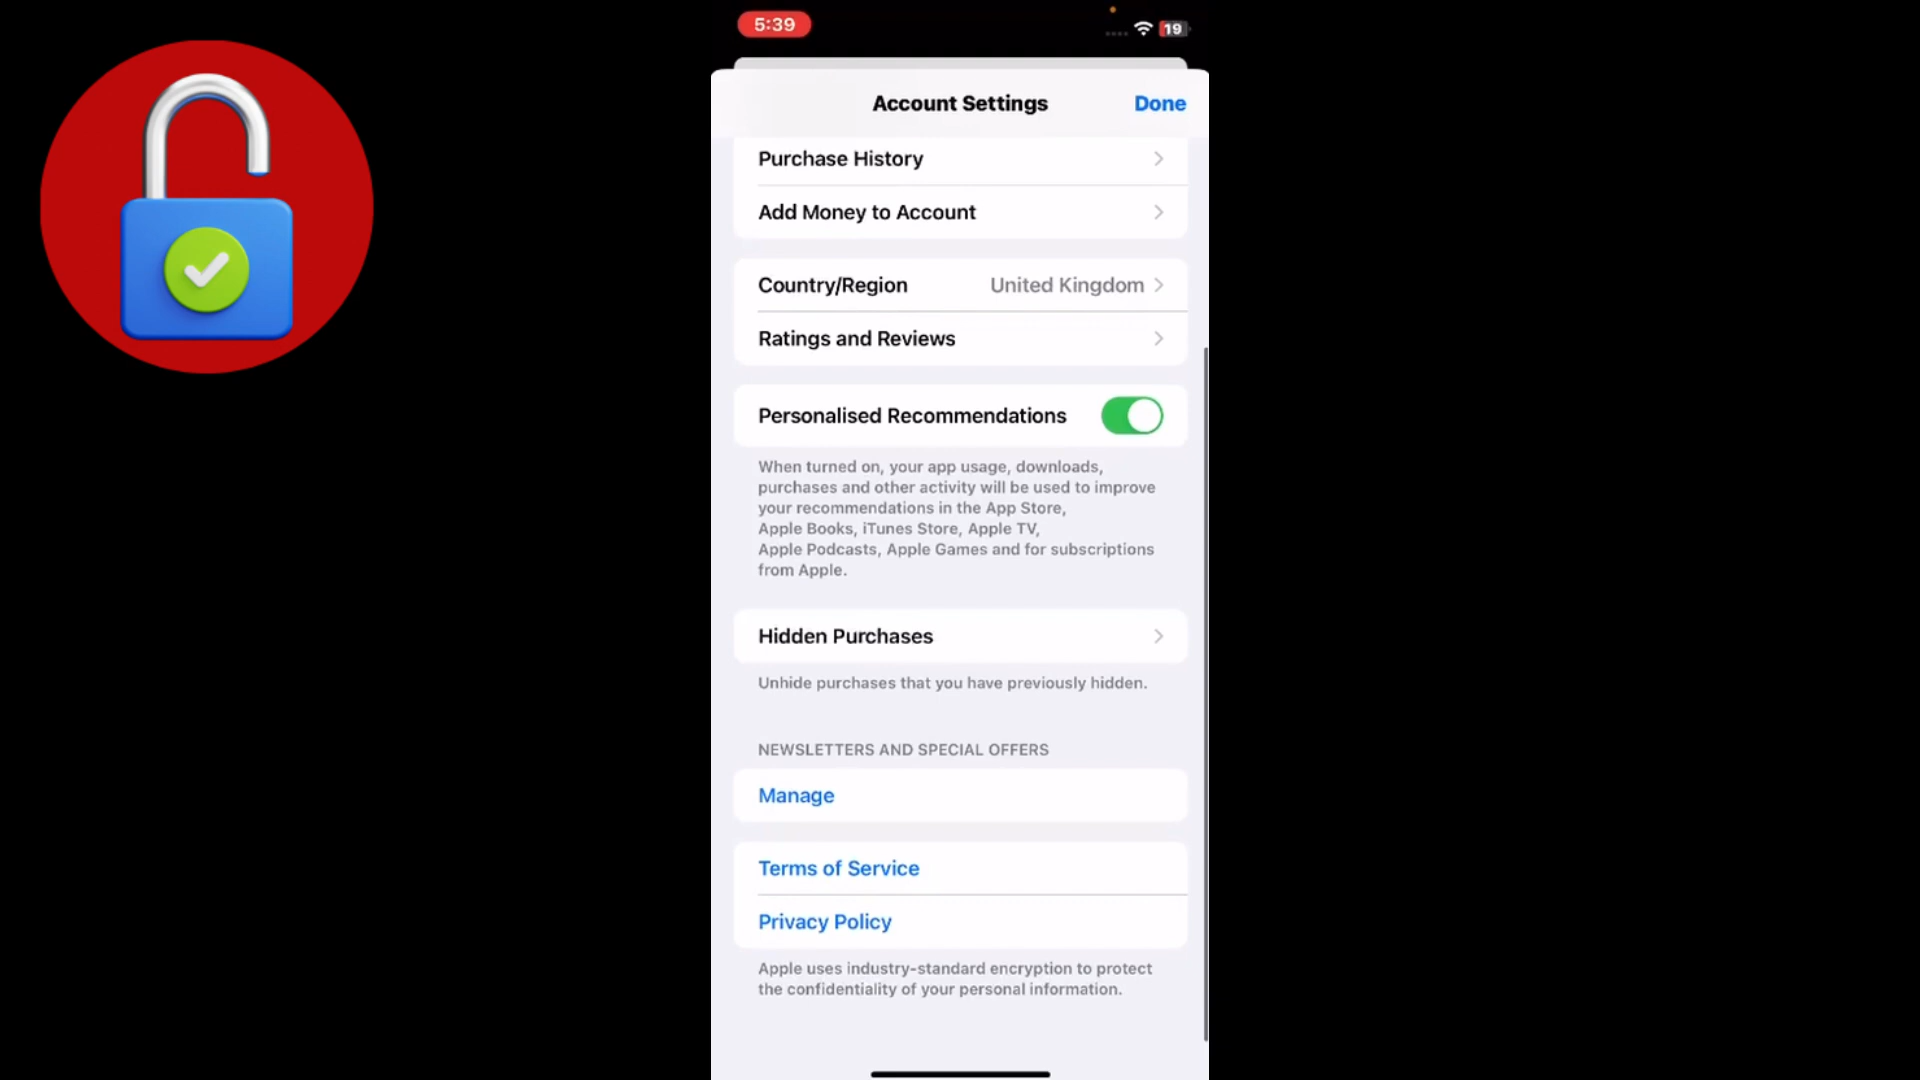 5:39
19
Account Settings
Done
Purchase History
Add Money to Account
Country/Region United Kingdom
Ratings and Reviews
Personalised Recommendations
When turned on, your app usage, downloads,
purchases and other activity will be used to improve
your recommendations in the App Store,
Apple Books, iTunes Store, Apple TV,
Apple Podcasts, Apple Games and for subscriptions
from Apple.
Hidden Purchases
Unhide purchases that you have previously hidden.
NEWSLETTERS AND SPECIAL OFFERS
Manage
Terms of Service
Privacy Policy
Apple uses industry-standard encryption to protect
the confidentiality of your personal information.